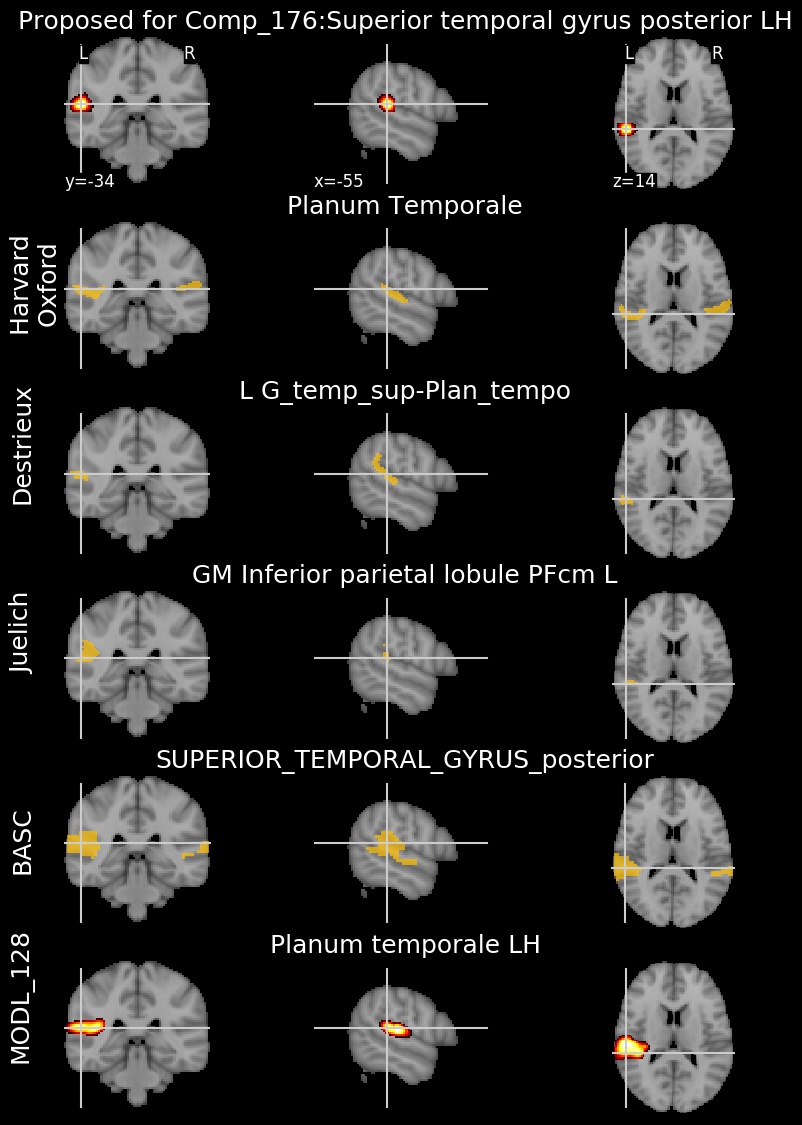 Proposed for Comp_176:Superior temporal gyrus posterior LH
L R L R
y=-34 x=-55 z=14
Planum Temporale
Harvard
Oxford
L G_temp_sup-Plan_tempo
Destrieux
GM Inferior parietal lobule PFcm L
Juelich
SUPERIOR_TEMPORAL_GYRUS_posterior
BASC
Planum temporale LH
MODL_128